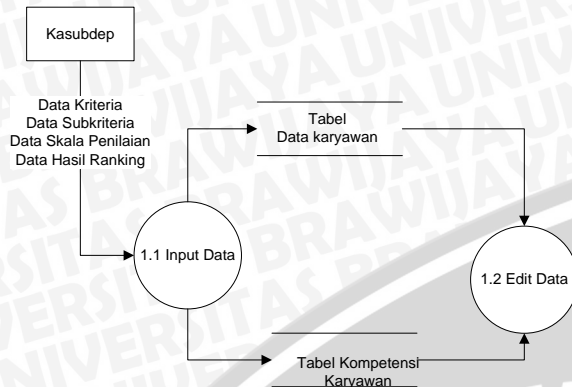 Kasubdep
Data Kriteria
Data Subkriteria
Data Skala Penilaian
Data Hasil Ranking
Tabel
Data karyawan
1.1 Input Data
1.2 Edit Data
Tabel Kompetensi
Karyawan